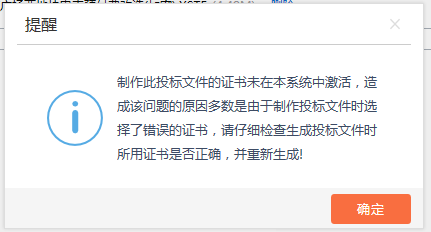 提醒
制作此投标文件的证书未在本系统中激活，造
成该问题的原因多数是由于制作投标文件时选
择了错误的证书，请仔细检查生成投标文件时
所用证书是否正确，并重新生成!
确定